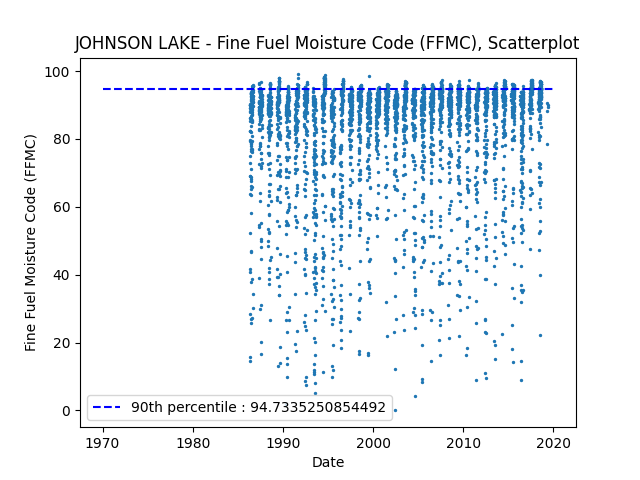 JOHNSON LAKE - Fine Fuel Moisture Code (FFMC), Scatterplot
Fine Fuel Moisture Code (FFMC)
100
80
60
40
20
0
90th percentile : 94.7335250854492
1970 1980 1990 2000 2010 2020
Date